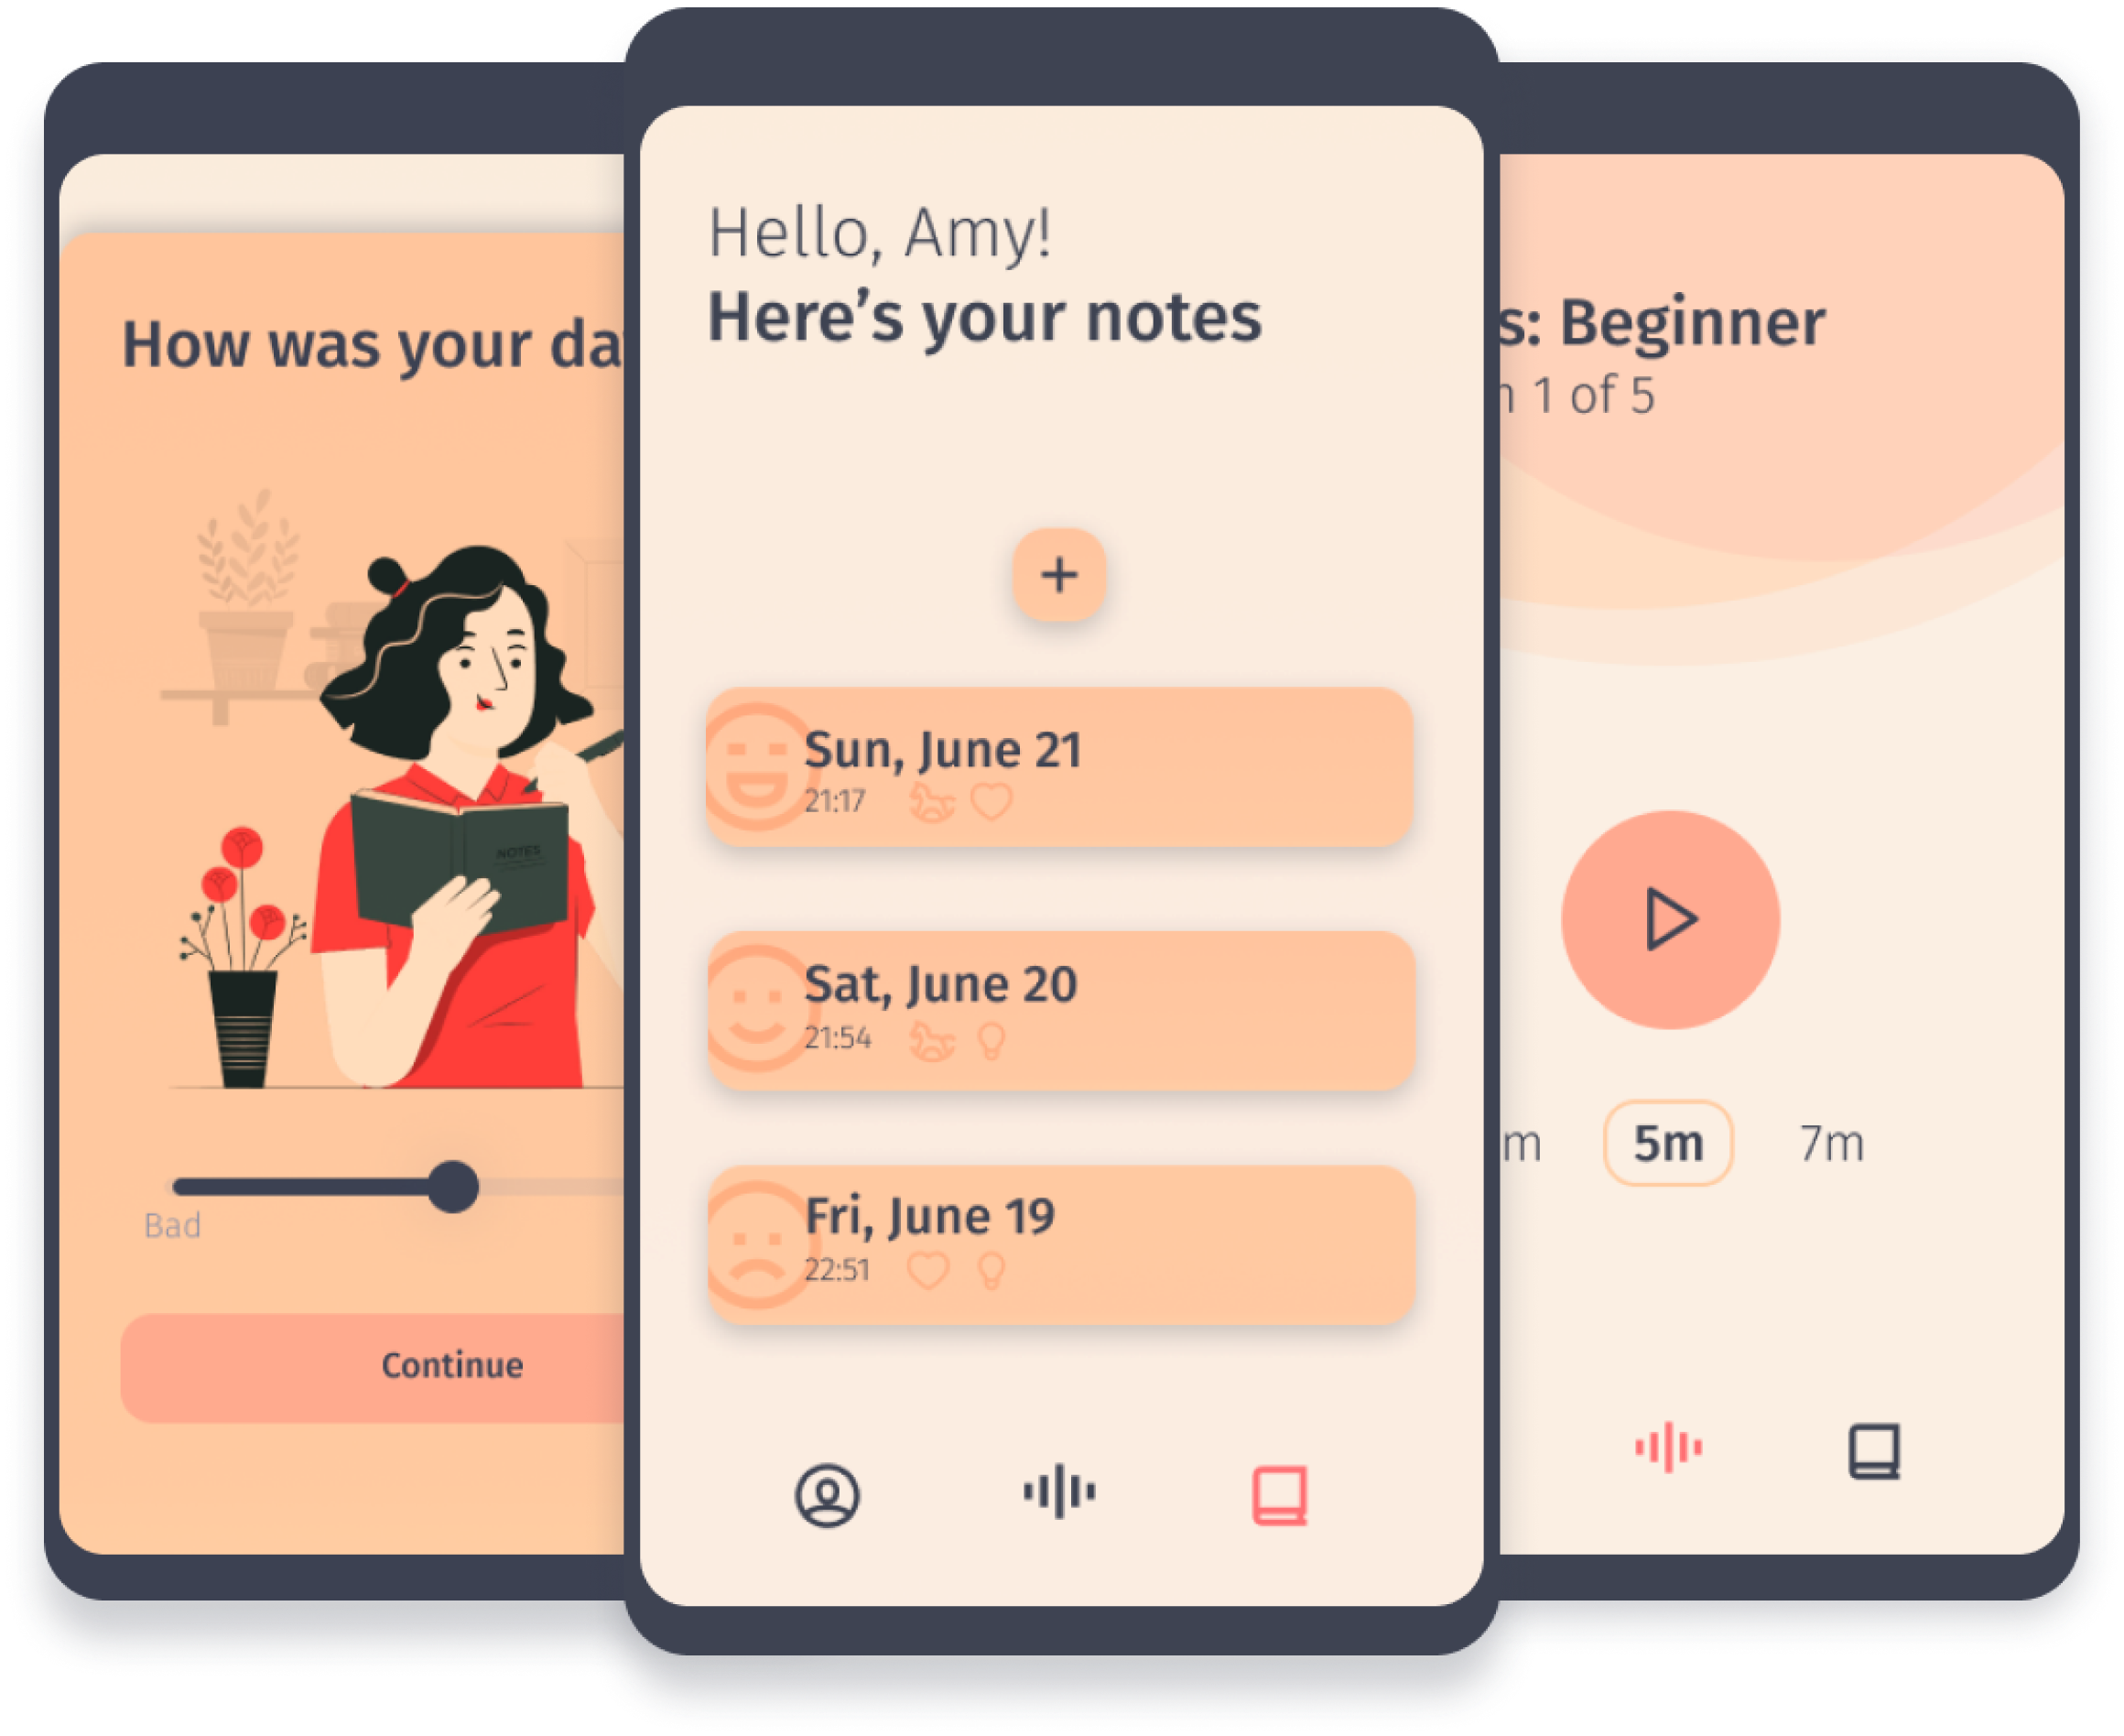 How was your da
Bad
Continue
NOTES
Hello, Amy!
Here's your notes
+
Sun, June 21
21:17
Sat, June 20
21:54
Fri, June 19
22:51
s: Beginner
1 of 5
m 5m 7m